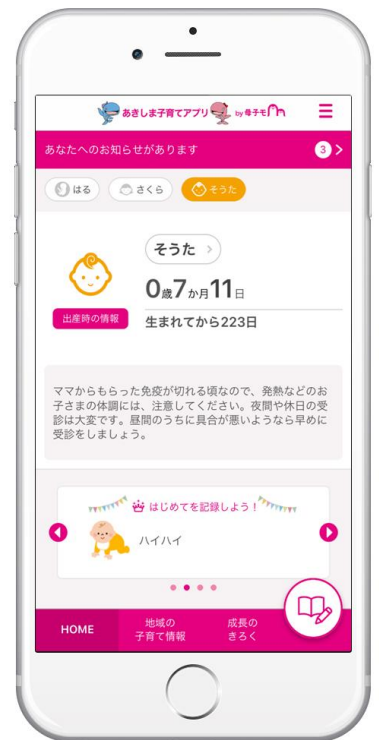 あきしま子育てアプリ by 母子モ
あなたへのお知らせがあります 3
はる さくら そうた
そうた
0歳7か月11日
出産時の情報
生まれてから223日
ママからもらった免疫が切れる頃なので、発熱などのお
子さまの体調には、注意してください。夜間や休日の受
診は大変です。昼間のうちに具合が悪いようなら早めに
受診をしましょう。
はじめてを記録しよう!
ハイハイ
HOME
地域の
子育て情報
成長の
きろく